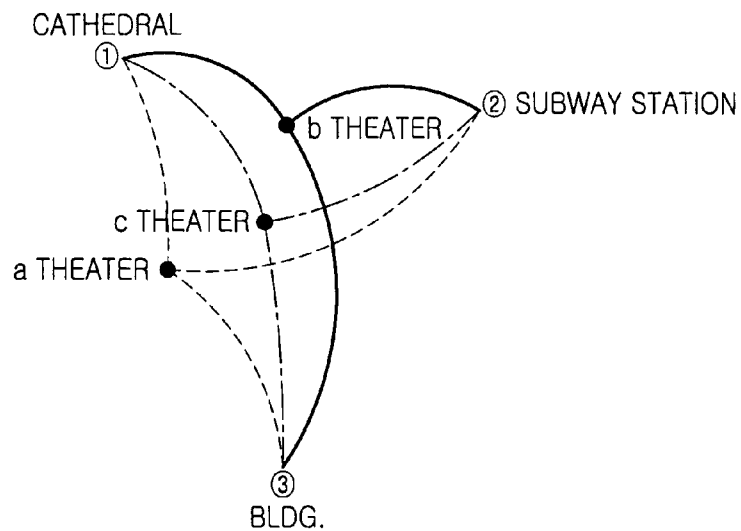 CATHEDRAL
①
② SUBWAY STATION
b THEATER
c THEATER
a THEATER
③
BLDG.